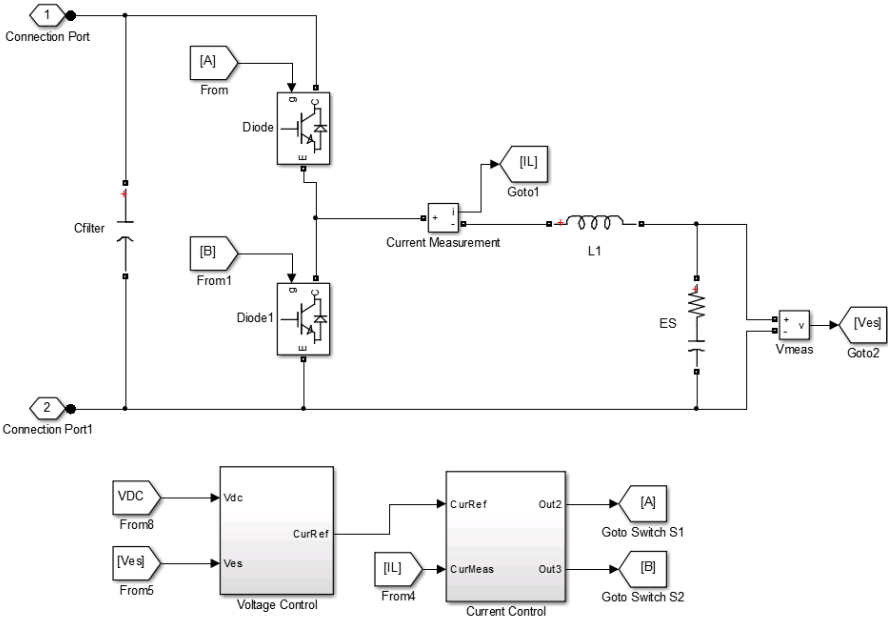 1
Connection Port
[A]
From
g
C
Diode
E
[IL]
Goto1
+
Cfilter
+
i
-
Current Measurement
+
L1
[B]
From1
g
C
Diode1
E
+
ES
+
-
v
Vmeas
[Ves]
Goto2
2
Connection Port1
VDC
From8
Vdc
[Ves]
From5
Ves
CurRef
Voltage Control
CurRef
[IL]
From4
CurMeas
Out2
Out3
Current Control
[A]
Goto Switch S1
[B]
Goto Switch S2